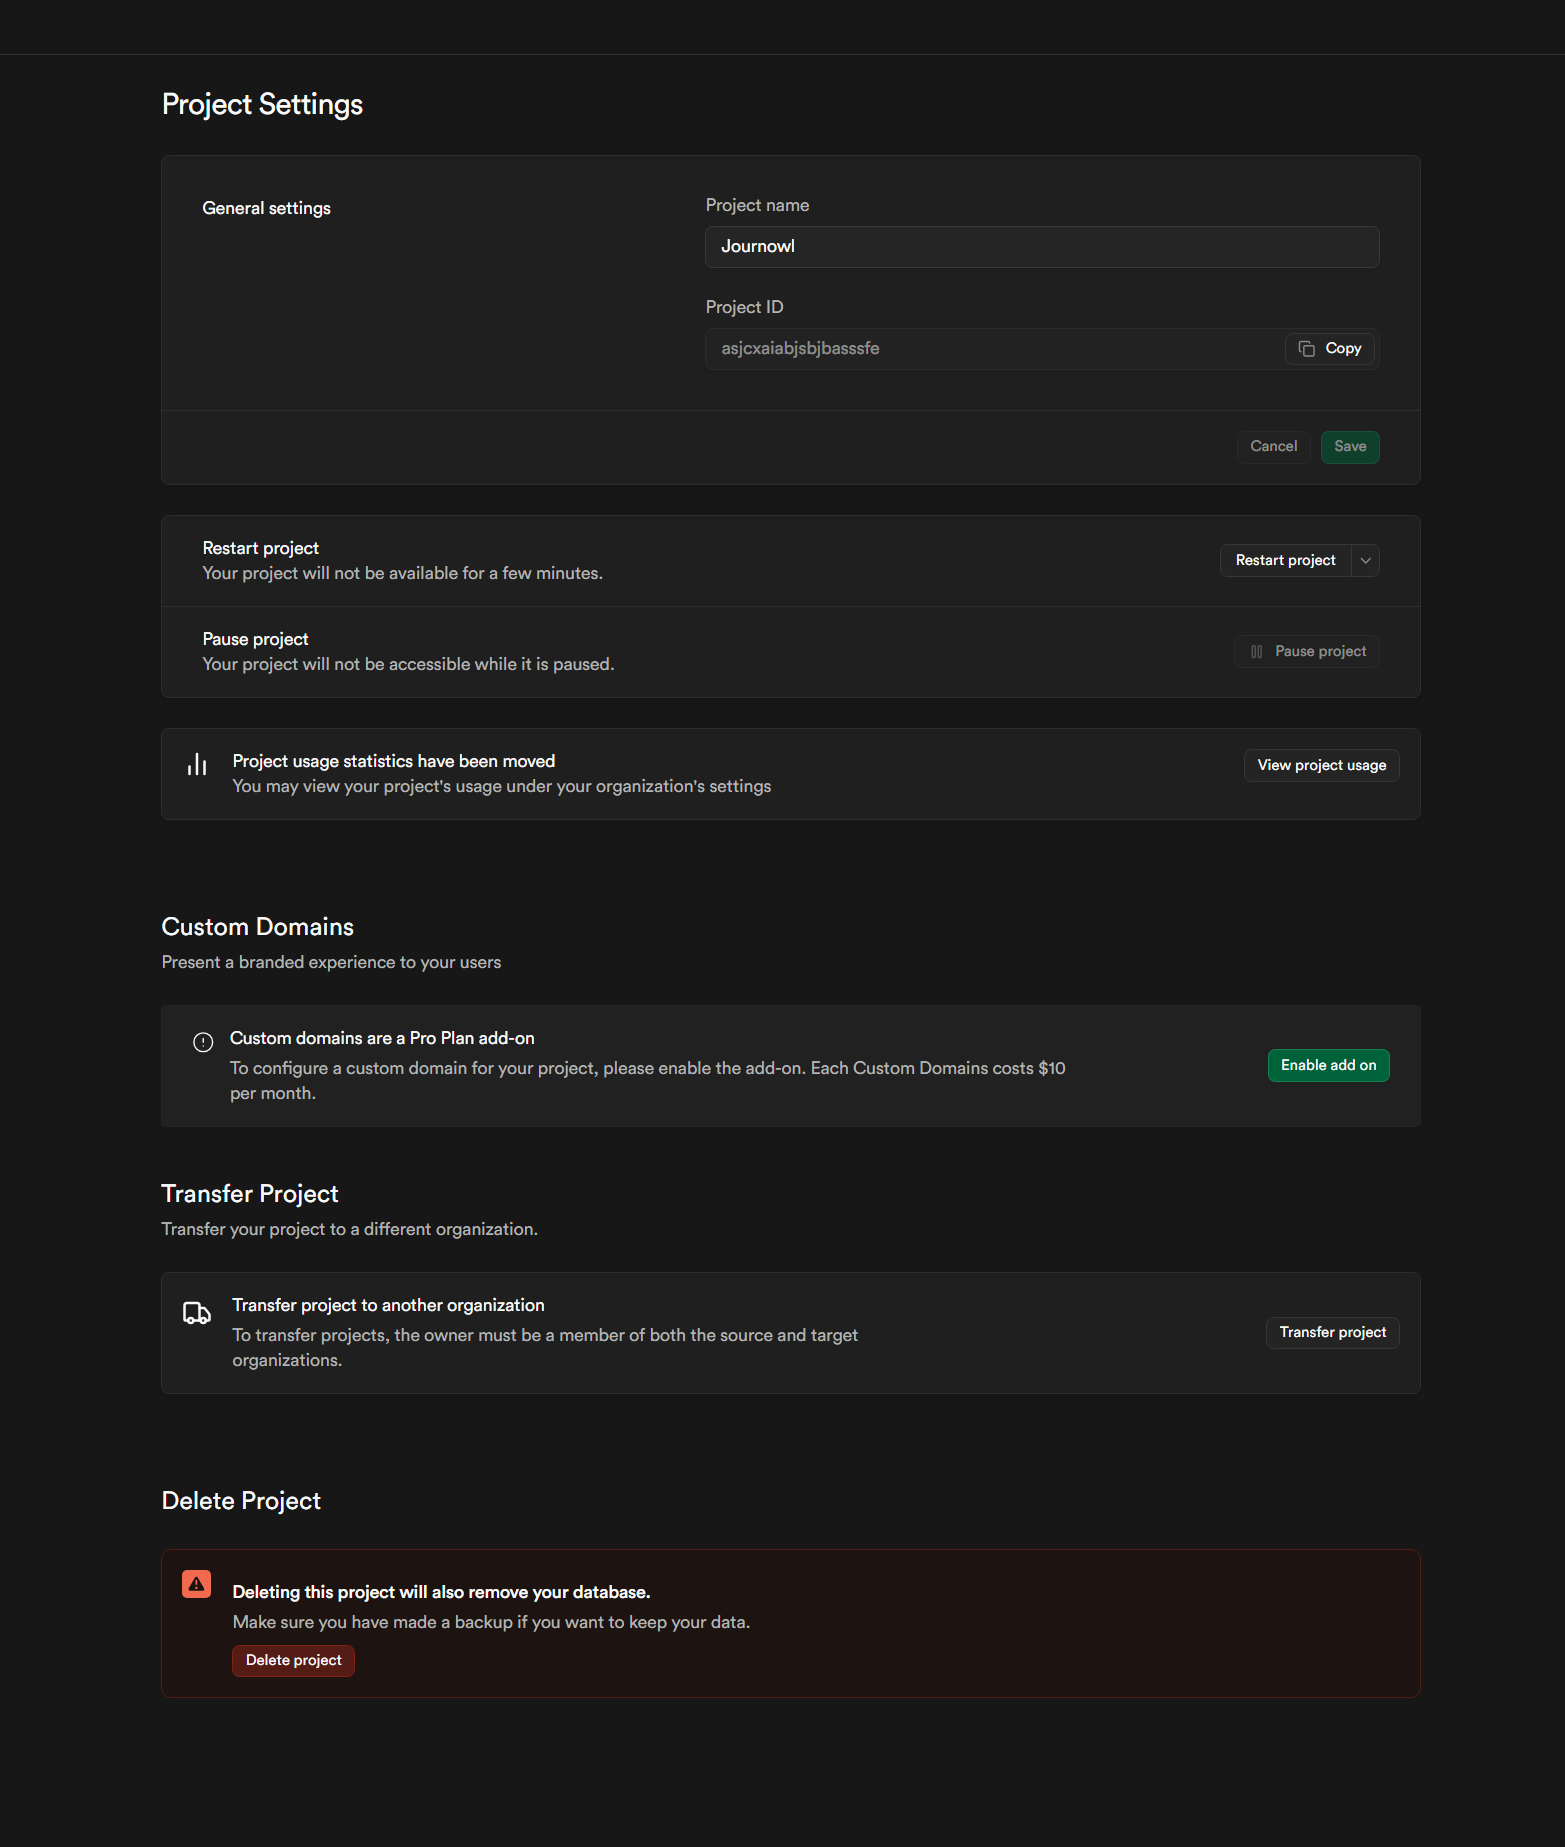 Project Settings
General settings
Project name
Journowl
Project ID
asjcxaiabjsbjbasssfe
Copy
Cancel
Save
Restart project
Your project will not be available for a few minutes.
Restart project
Pause project
Your project will not be accessible while it is paused.
Pause project
Project usage statistics have been moved
You may view your project's usage under your organization's settings
View project usage
Custom Domains
Present a branded experience to your users
Custom domains are a Pro Plan add-on
To configure a custom domain for your project, please enable the add-on. Each Custom Domains costs $10
per month.
Enable add on
Transfer Project
Transfer your project to a different organization.
Transfer project to another organization
To transfer projects, the owner must be a member of both the source and target
organizations.
Transfer project
Delete Project
Deleting this project will also remove your database.
Make sure you have made a backup if you want to keep your data.
Delete project